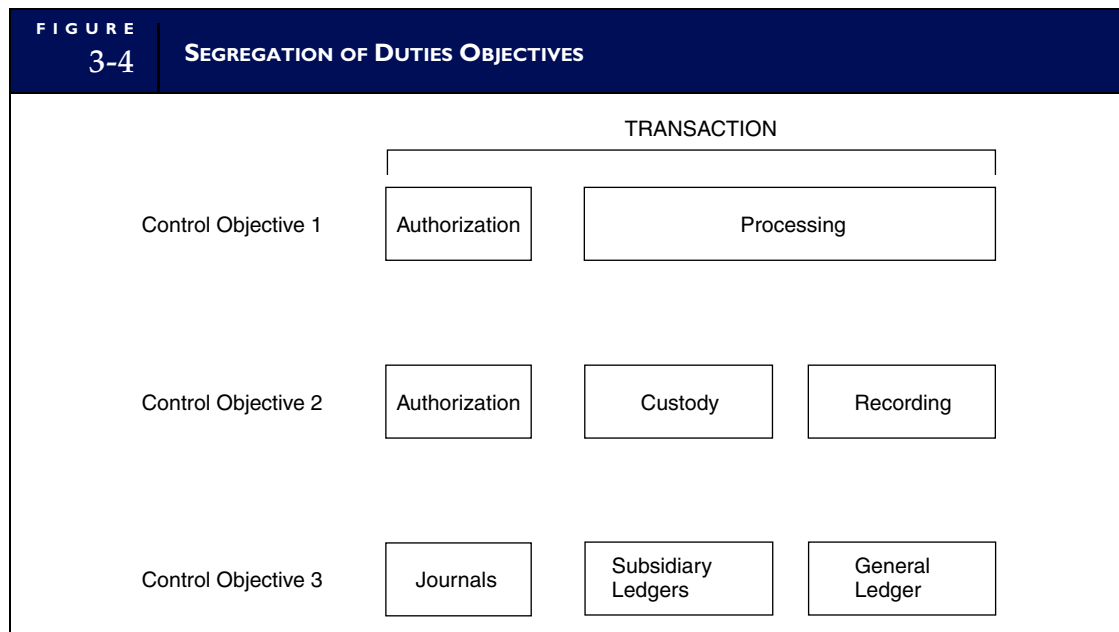 FIGURE
3-4
SEGREGATION OF DUTIES OBJECTIVES
TRANSACTION
Control Objective 1
Authorization
Processing
Control Objective 2
Authorization
Custody
Recording
Control Objective 3
Journals
Subsidiary
Ledgers
General
Ledger